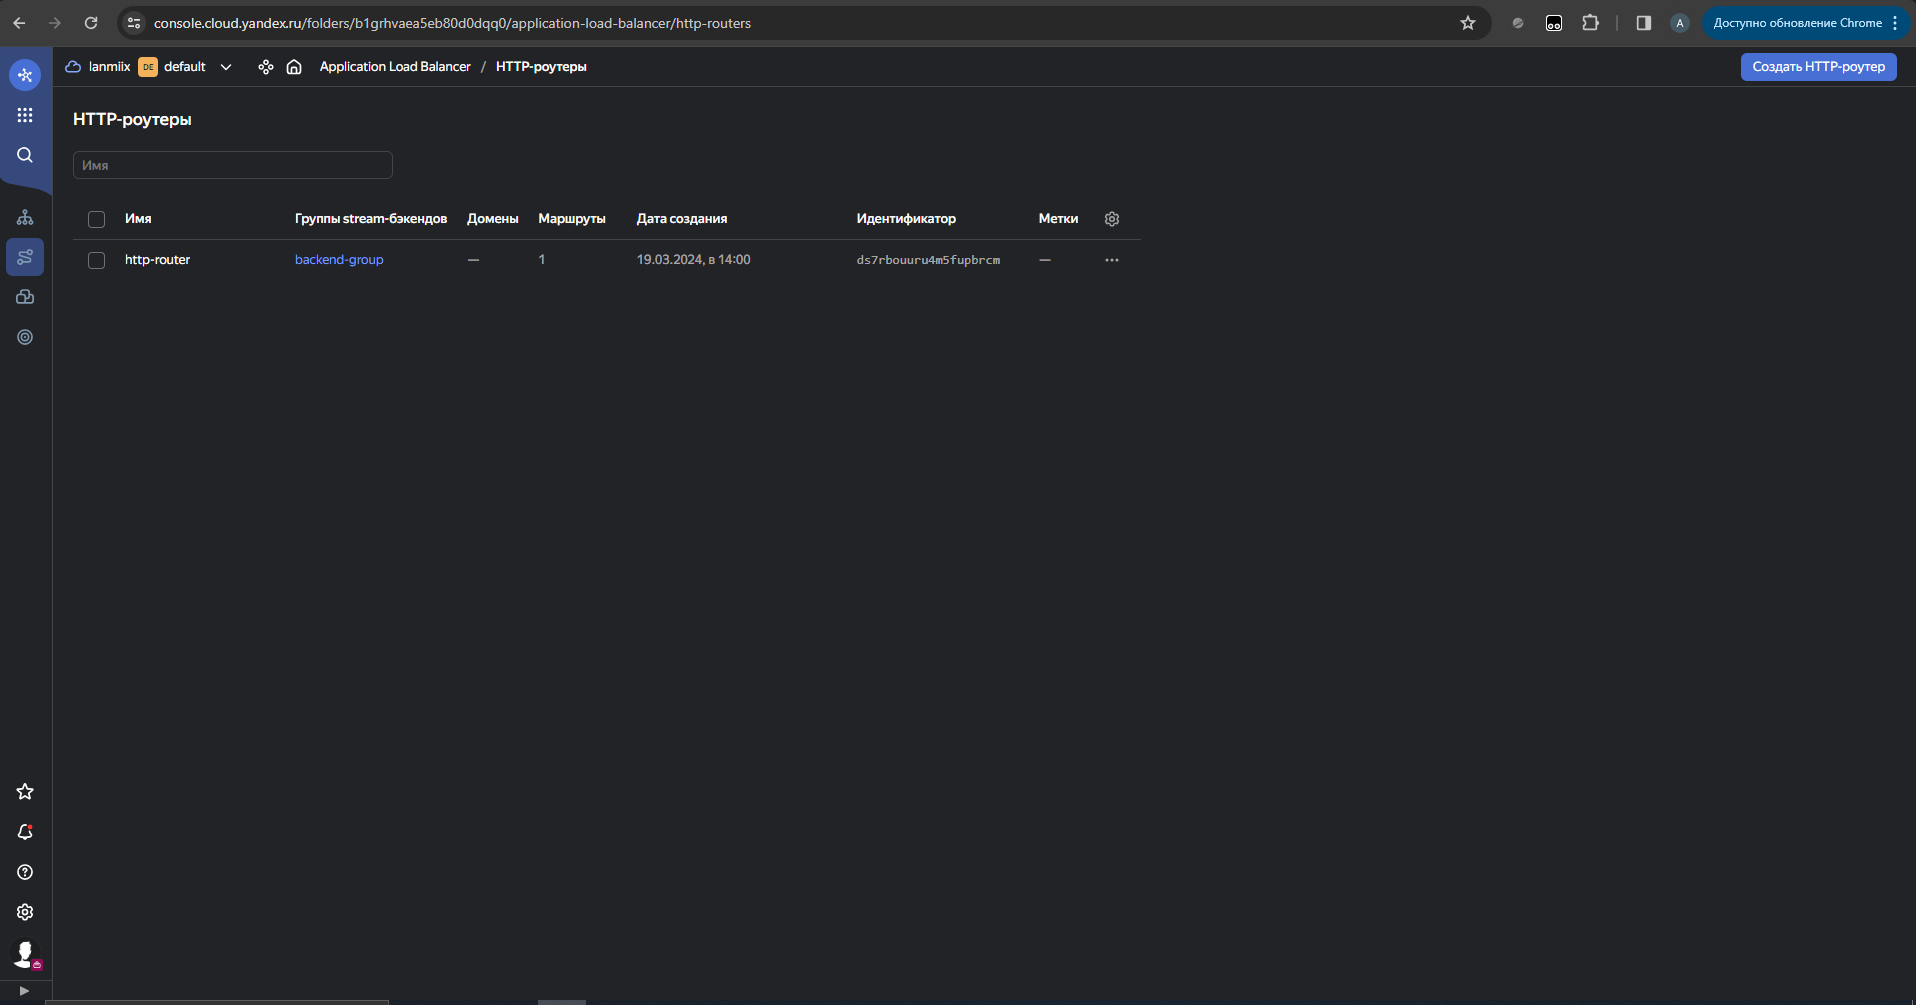 console.cloud.yandex.ru/folders/b1grhvaea5eb80d0dqq0/application-load-balancer/http-routers
A
Доступно обновление Chrome
lanmiix DE default Application Load Balancer / HTTP-роутеры Создать HTTP-роутер
HTTP-роутеры
Имя
Имя Группы stream-бэкендов Домены Маршруты Дата создания Идентификатор Метки
http-router backend-group — 1 19.03.2024, в 14:00 ds7rbouuru4m5fupbrcm —